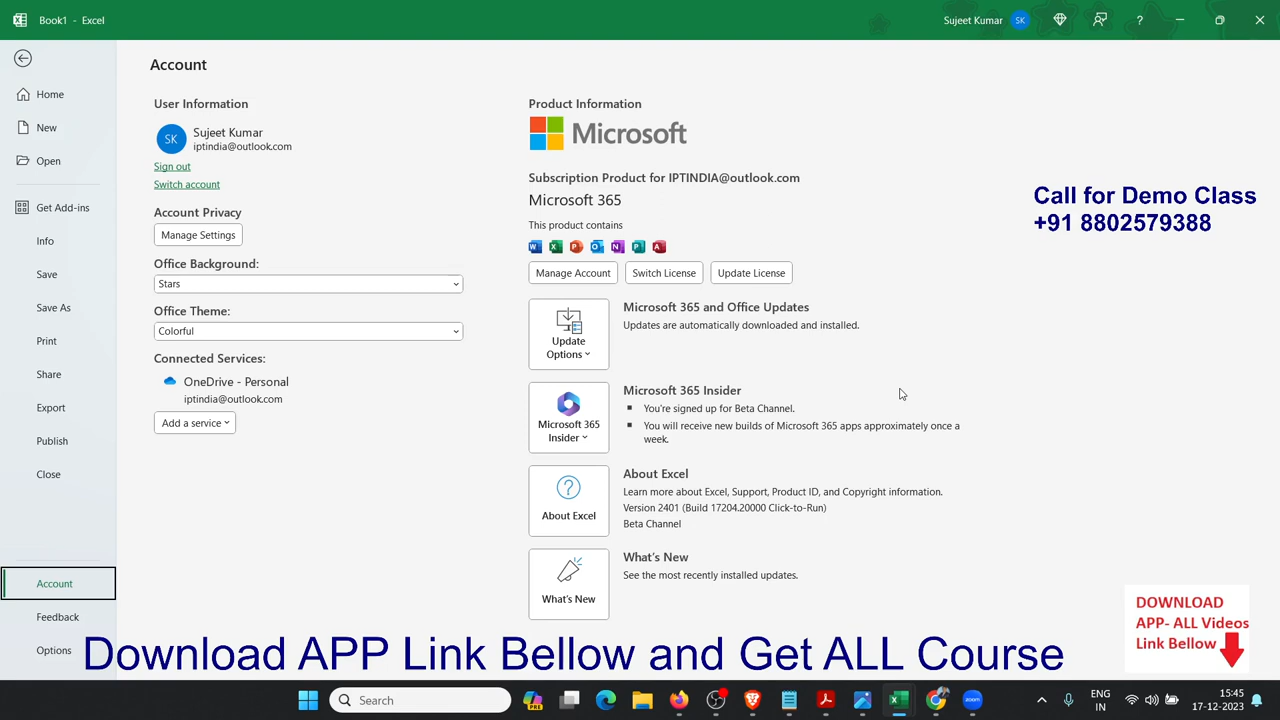 Book1 - Excel
Sujeet Kumar
SK
?
Account
Home
New
Open
Get Add-ins
Info
Save
Save As
Print
Share
Export
Publish
Close
Account
Feedback
Options
User Information
SK
Sujeet Kumar
iptindia@outlook.com
Sign out
Switch account
Account Privacy
Manage Settings
Office Background:
Stars
Office Theme:
Colorful
Connected Services:
OneDrive - Personal
iptindia@outlook.com
Add a service
Product Information
Microsoft
Subscription Product for IPTINDIA@outlook.com
Microsoft 365
This product contains
Manage Account
Switch License
Update License
Update
Options
Microsoft 365 and Office Updates
Updates are automatically downloaded and installed.
Microsoft 365
Insider
Microsoft 365 Insider
You're signed up for Beta Channel.
You will receive new builds of Microsoft 365 apps approximately once a
week.
About Excel
About Excel
Learn more about Excel, Support, Product ID, and Copyright information.
Version 2401 (Build 17204.20000 Click-to-Run)
Beta Channel
What's New
What's New
See the most recently installed updates.
Call for Demo Class
+91 8802579388
DOWNLOAD
APP- ALL Videos
Link Bellow
Download APP Link Bellow and Get ALL Course
Search
PRE
zoom
ENG
IN
15:45
17-12-2023